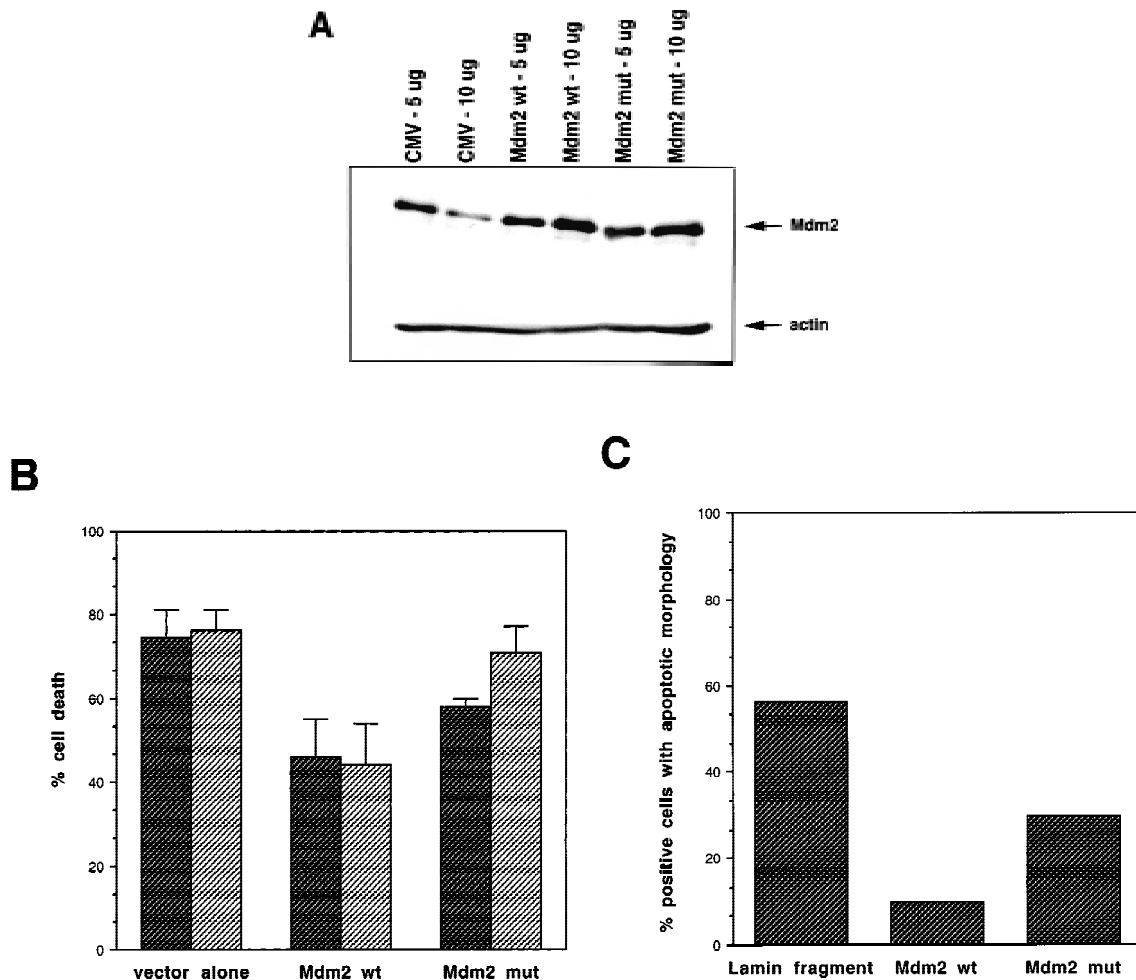 A
CMV - 5 ug
CMV - 10 ug
Mdm2 wt - 5 ug
Mdm2 wt - 10 ug
Mdm2 mut - 5 ug
Mdm2 mut - 10 ug
Mdm2
actin
B
% cell death
100
80
60
40
20
0
vector alone
Mdm2 wt
Mdm2 mut
C
% positive cells with apoptotic morphology
100
80
60
40
20
0
Lamin fragment
Mdm2 wt
Mdm2 mut